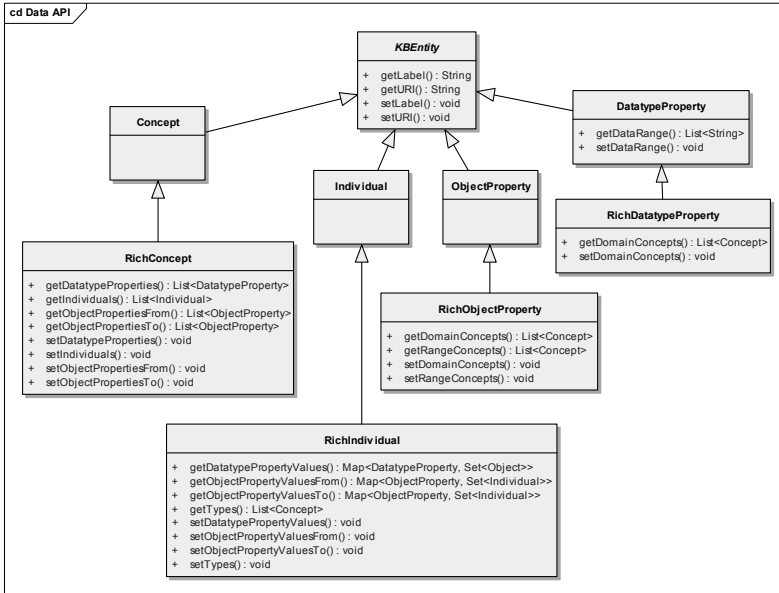 cd Data API
KBEntity
+ getLabel() : String
+ getURI() : String
+ setLabel() : void
+ setURI() : void
Concept
DatatypeProperty
+ getDataRange() : List<String>
+ setDataRange() : void
Individual
ObjectProperty
RichDatatypeProperty
+ getDomainConcepts() : List<Concept>
+ setDomainConcepts() : void
RichConcept
+ getDatatypeProperties() : List<DatatypeProperty>
+ getIndividuals() : List<Individual>
+ getObjectPropertiesFrom() : List<ObjectProperty>
+ getObjectPropertiesTo() : List<ObjectProperty>
+ setDatatypeProperties() : void
+ setIndividuals() : void
+ setObjectPropertiesFrom() : void
+ setObjectPropertiesTo() : void
RichObjectProperty
+ getDomainConcepts() : List<Concept>
+ getRangeConcepts() : List<Concept>
+ setDomainConcepts() : void
+ setRangeConcepts() : void
RichIndividual
+ getDatatypePropertyValues() : Map<DatatypeProperty, Set<Object>>
+ getObjectPropertyValuesFrom() : Map<ObjectProperty, Set<Individual>>
+ getObjectPropertyValuesTo() : Map<ObjectProperty, Set<Individual>>
+ getTypes() : List<Concept>
+ setDatatypePropertyValues() : void
+ setObjectPropertyValuesFrom() : void
+ setObjectPropertyValuesTo() : void
+ setTypes() : void